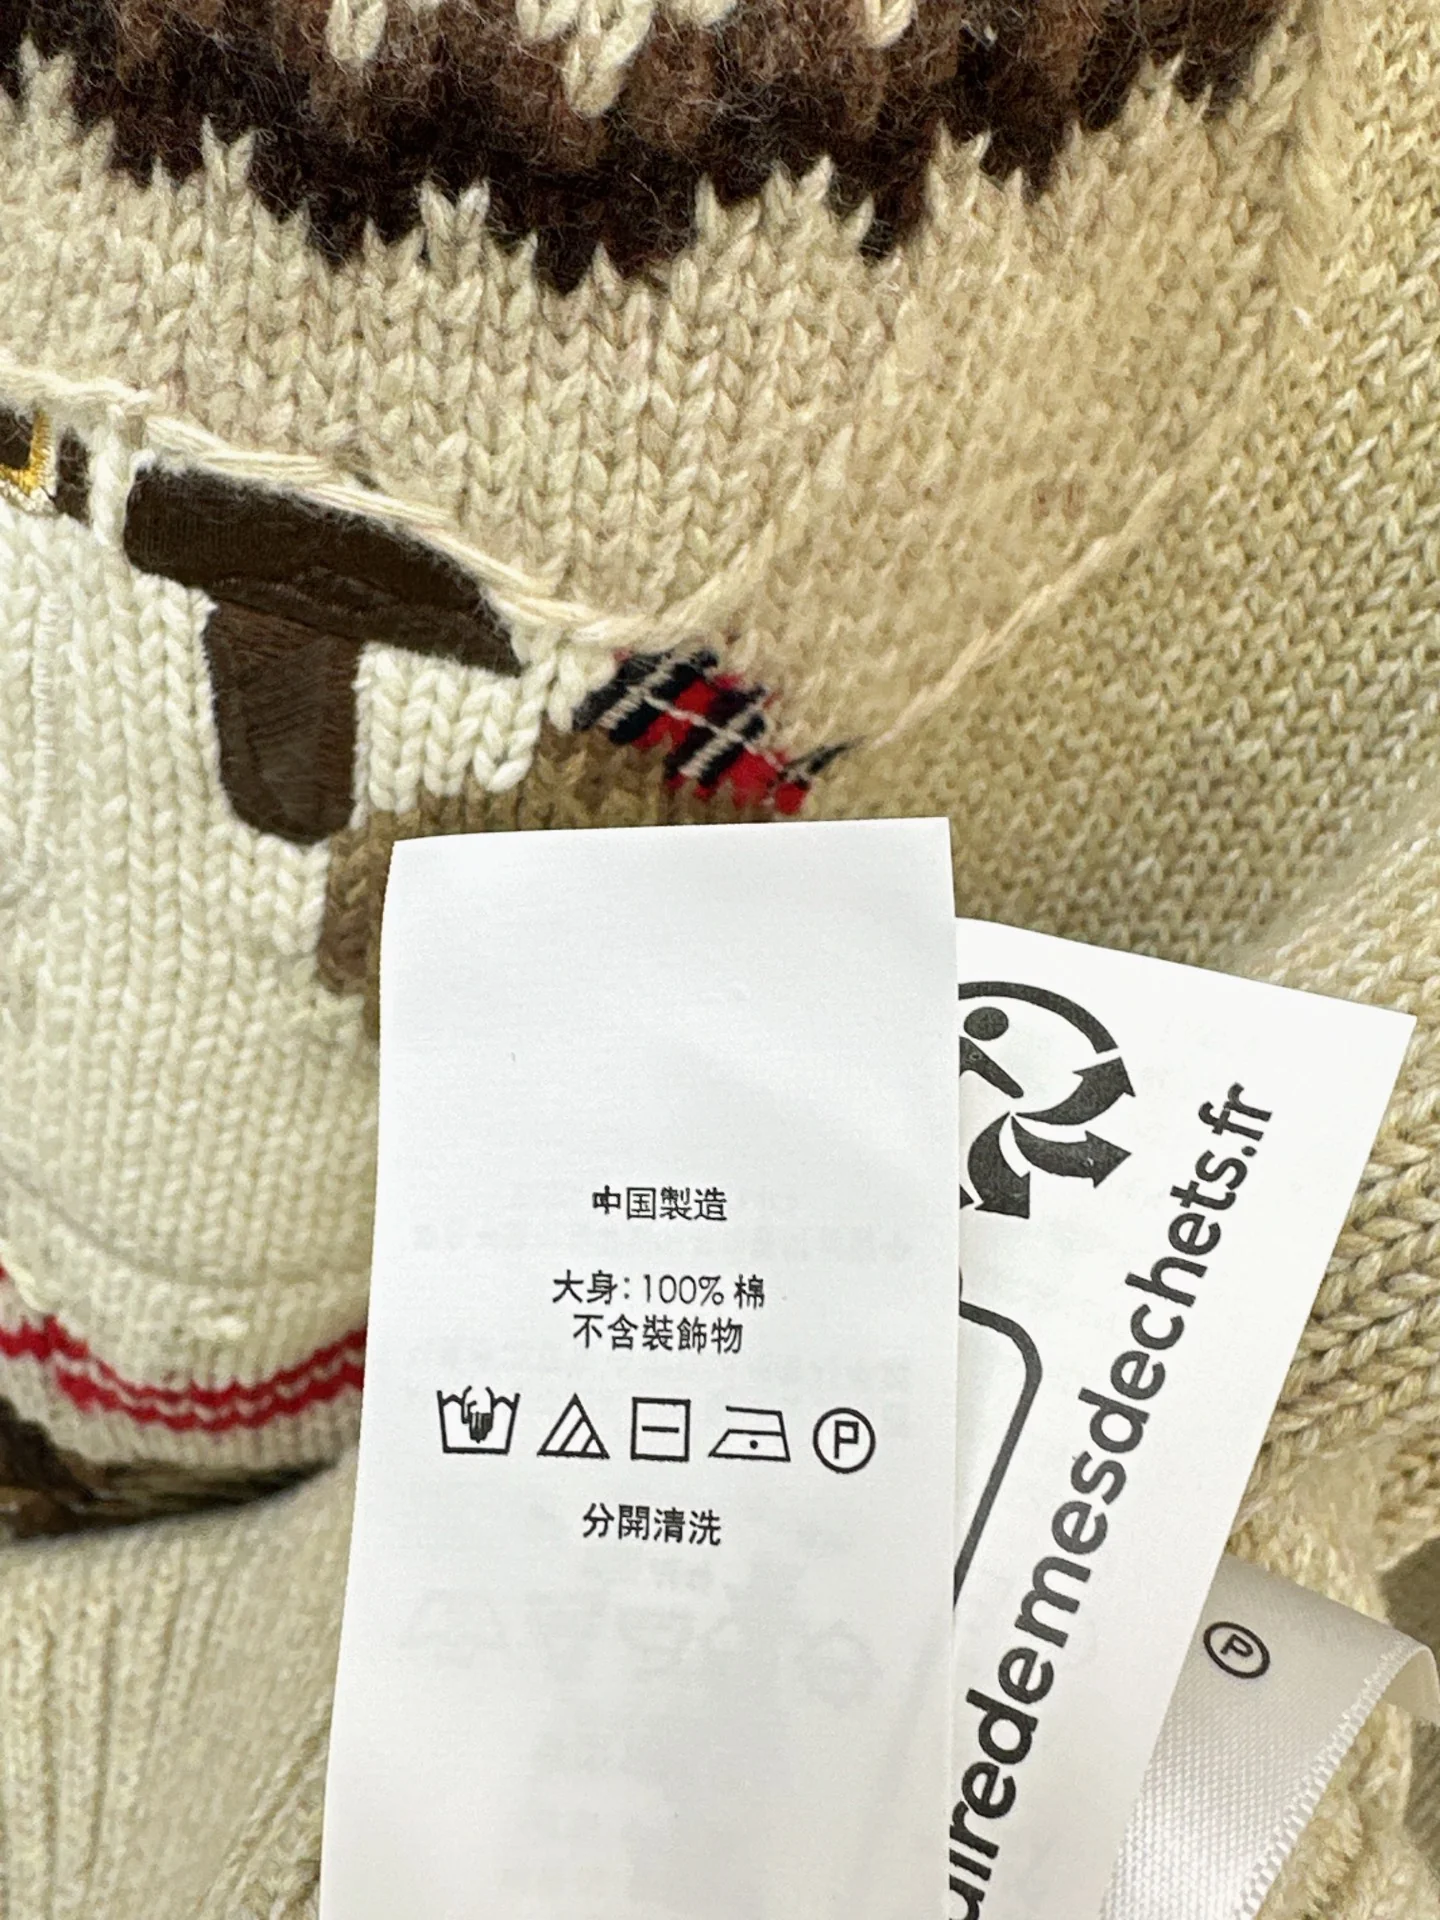 中国製造
大身: 100% 棉
不含裝飾物
P
分開清洗
uiredemesdechets.fr
P